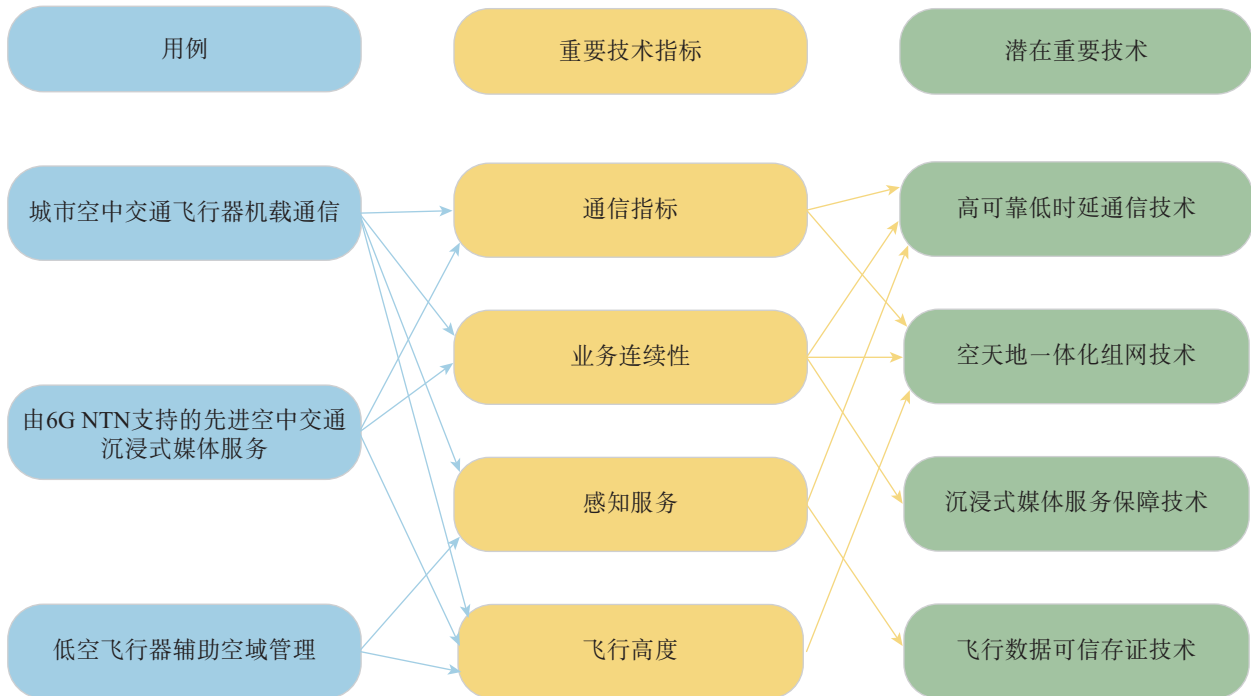 用例
重要技术指标
潜在重要技术
城市空中交通飞行器机载通信
通信指标
高可靠低时延通信技术
业务连续性
空天地一体化组网技术
由6G NTN支持的先进空中交通
沉浸式媒体服务
感知服务
沉浸式媒体服务保障技术
低空飞行器辅助空域管理
飞行高度
飞行数据可信存证技术